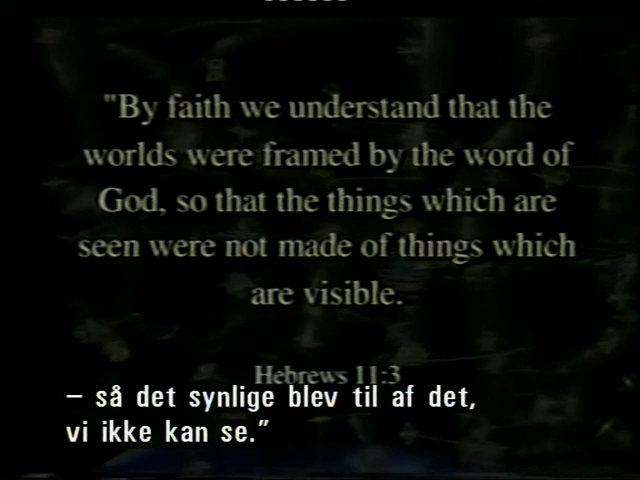 "By faith we understand that the
worlds were framed by the word of
God, so that the things which are
seen were not made of things which
are visible.
Hebrews 11:3
– så det synlige blev til af det,
vi ikke kan se.”